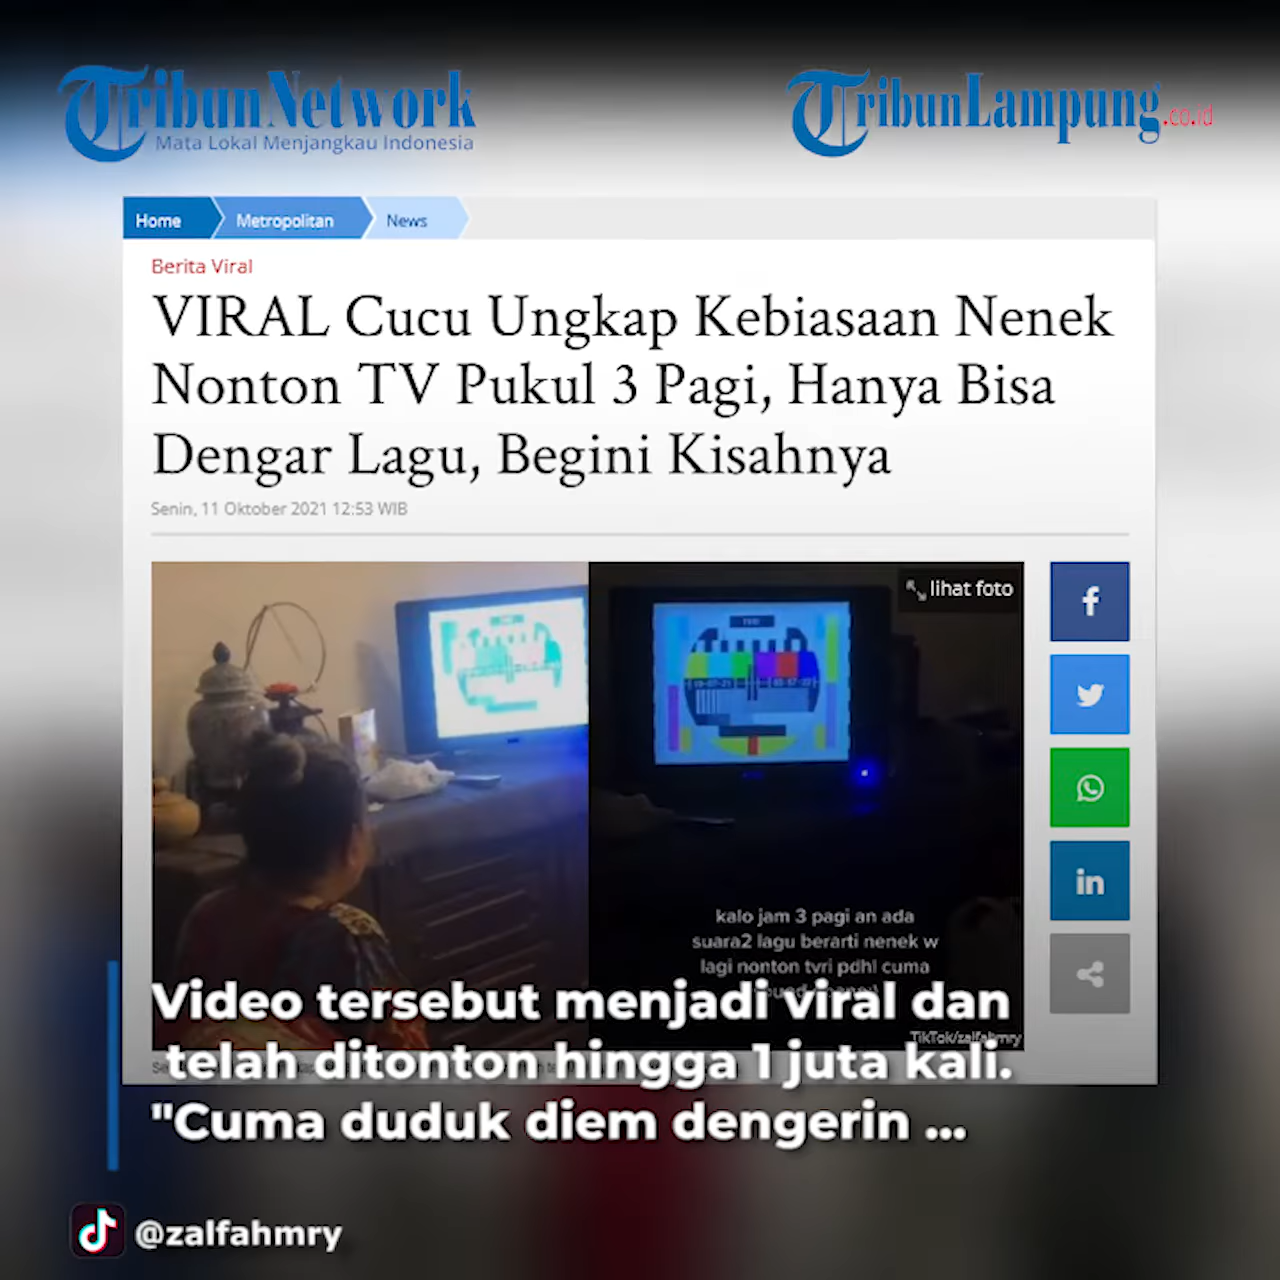 TribunNetwork
Mata Lokal Menjangkau Indonesia
TribunLampung.co.id
Home
Metropolitan
News
Berita Viral
VIRAL Cucu Ungkap Kebiasaan Nenek
Nonton TV Pukul 3 Pagi, Hanya Bisa
Dengar Lagu, Begini Kisahnya
Senin, 11 Oktober 2021 12:53 WIB
lihat foto
kalo jam 3 pagi an ada
suara2 lagu berarti nenek w
lagi nonton tvri pdhl cuma
TikTok/zalfahmry
Video tersebut menjadi viral dan
telah ditonton hingga 1 juta kali.
"Cuma duduk diem dengerin ...
@zalfahmry